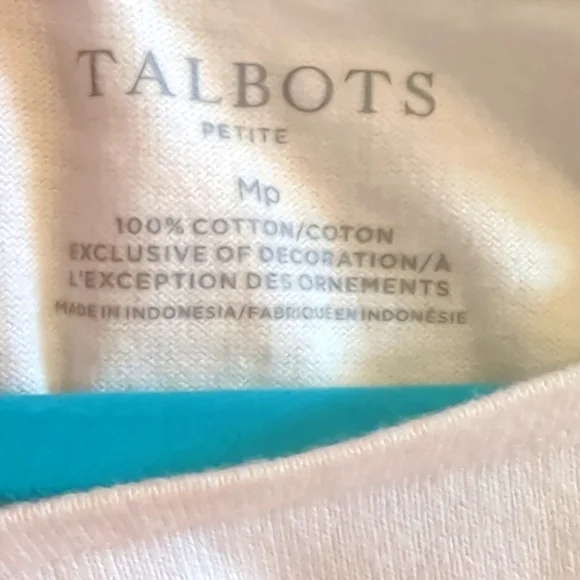 TALBOTS
PETITE
Mp
100% COTTON/COTON
EXCLUSIVE OF DECORATION/À
L'EXCEPTION DES ORNEMENTS
MADE IN INDONESIA/FABRIQUÉ EN INDONÉSIE